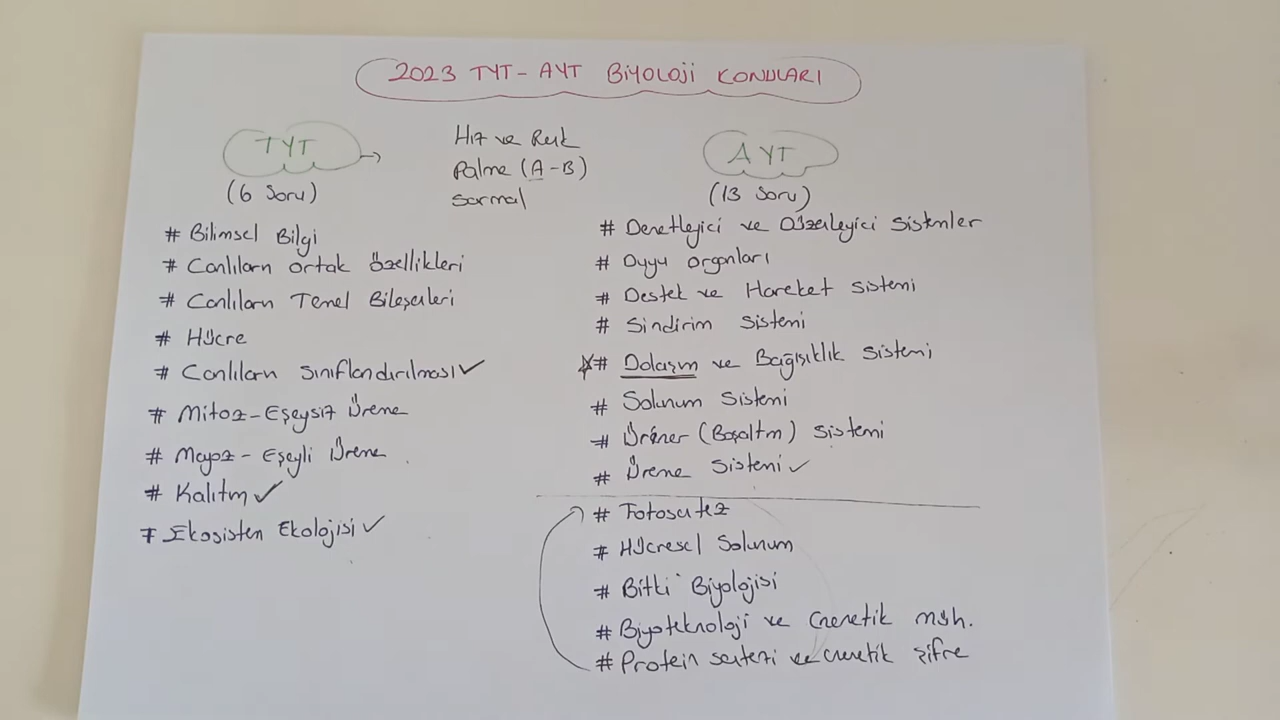 2023 TYT - AYT BİYOLOJİ KONULARI
TYT
(6 Soru)
Hız ve Renk
Palme (A-B)
Sarmal
# Bilimsel Bilgi
# Canlıların Ortak Özellikleri
# Canlıların Temel Bileşenleri
# Hücre
# Canlıların Sınıflandırılması ✓
# Mitoz-Eşeysiz Üreme
# Mayoz - Eşeyli Üreme
# Kalıtım ✓
# Ekosistem Ekolojisi ✓
AYT
(13 Soru)
# Denetleyici ve Düzenleyici Sistemler
# Duyu Organları
# Destek ve Hareket Sistemi
# Sindirim Sistemi
# Dolaşım ve Bağışıklık Sistemi
# Solunum Sistemi
# Üriner (Boşaltım) Sistemi
# Üreme Sistemi ✓
# Fotosentez
# Hücresel Solunum
# Bitki Biyolojisi
# Biyoteknoloji ve Genetik müh.
# Protein sentezi ve Genetik şifre